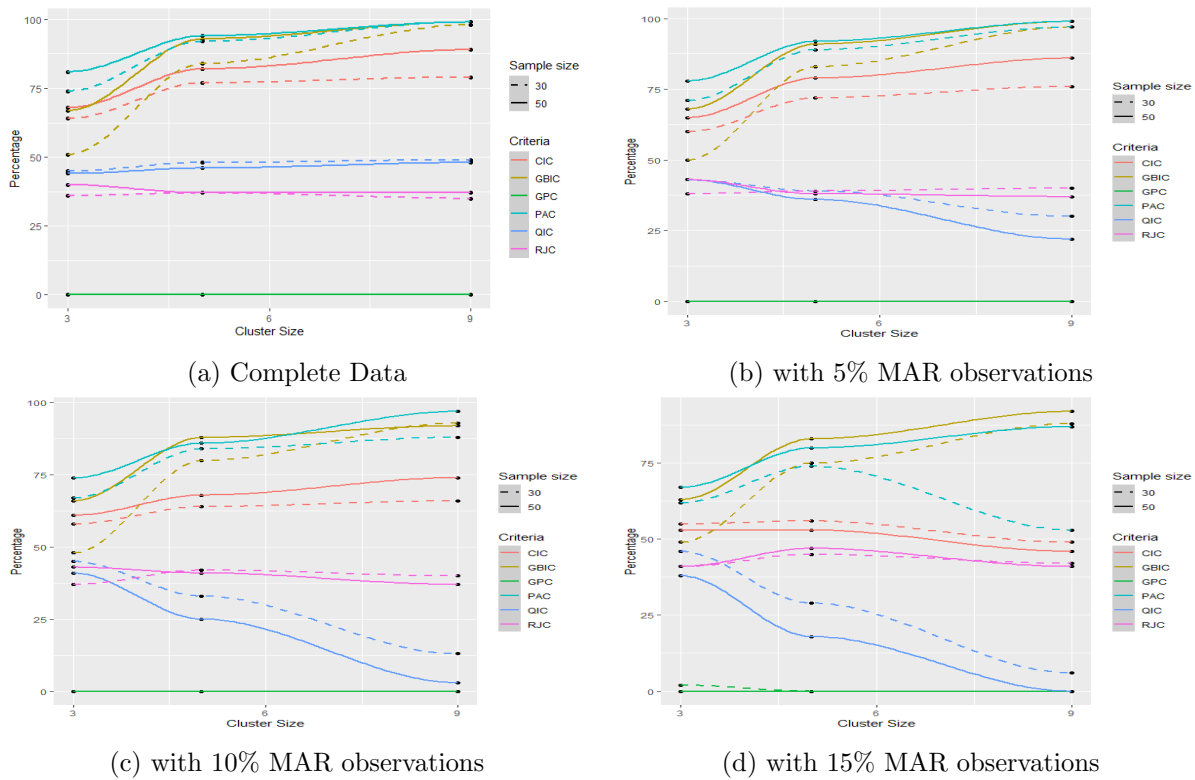 100
75
50
25
0
Percentage
3
6
9
Cluster Size
Sample size
30
50
Criteria
CIC
GBIC
GPC
PAC
QIC
RJC
(a) Complete Data
100
75
50
25
0
Percentage
3
6
9
Cluster Size
Sample size
30
50
Criteria
CIC
GBIC
GPC
PAC
QIC
RJC
(b) with 5% MAR observations
100
75
50
25
0
Percentage
3
6
9
Cluster Size
Sample size
30
50
Criteria
CIC
GBIC
GPC
PAC
QIC
RJC
(c) with 10% MAR observations
75
50
25
0
Percentage
3
6
9
Cluster Size
Sample size
30
50
Criteria
CIC
GBIC
GPC
PAC
QIC
RJC
(d) with 15% MAR observations